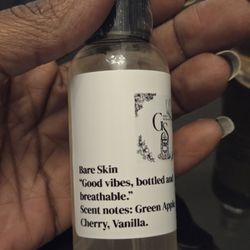 Bare Skin
"Good vibes, bottled and
breathable."
Scent notes: Green Apple
Cherry, Vanilla.